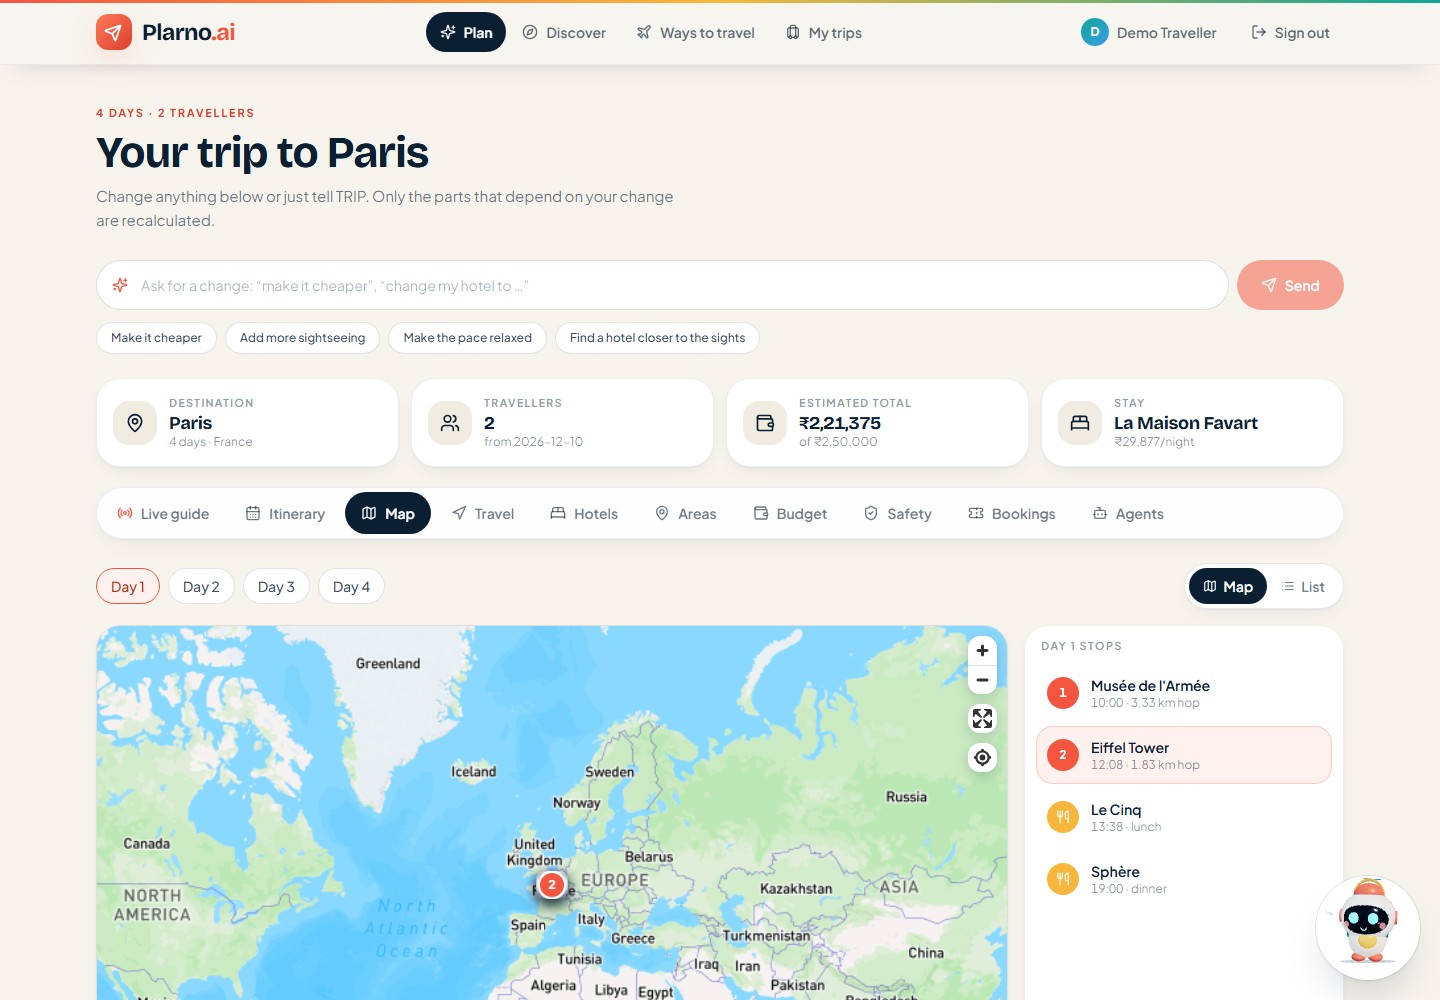 Plarno.ai
Plan
Discover
Ways to travel
My trips
D
Demo Traveller
Sign out
4 DAYS · 2 TRAVELLERS
Your trip to Paris
Change anything below or just tell TRIP. Only the parts that depend on your change
are recalculated.
Ask for a change: “make it cheaper”, “change my hotel to …”
Send
Make it cheaper
Add more sightseeing
Make the pace relaxed
Find a hotel closer to the sights
DESTINATION
Paris
4 days · France
TRAVELLERS
2
from 2026-12-10
ESTIMATED TOTAL
₹2,21,375
of ₹2,50,000
STAY
La Maison Favart
₹29,877/night
Live guide
Itinerary
Map
Travel
Hotels
Areas
Budget
Safety
Bookings
Agents
Day 1
Day 2
Day 3
Day 4
Map
List
Greenland
Iceland
Sweden
Norway
Russia
Canada
United
Kingdom
Belarus
NORTH
AMERICA
2
EUROPE
Kazakhstan
ASIA
North
Atlantic
Ocean
Spain
Italy
Greece
Turkmenistan
Tunisia
Iraq
Iran
China
Algeria
Libya
Egypt
Pakistan
DAY 1 STOPS
1
Musée de l'Armée
10:00 · 3.33 km hop
2
Eiffel Tower
12:08 · 1.83 km hop
Le Cinq
13:38 · lunch
Sphère
19:00 · dinner